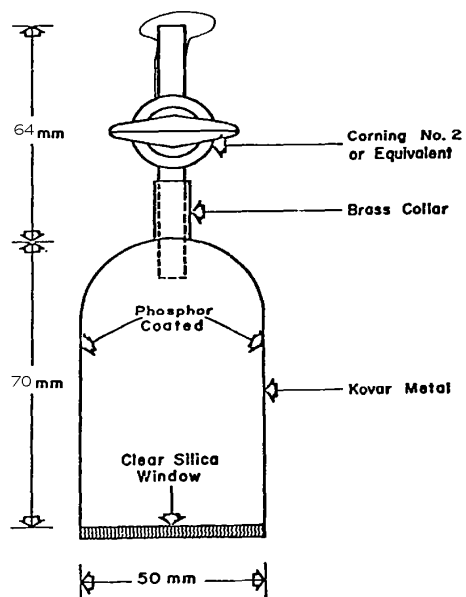 64 mm
Corning No. 2
or Equivalent
Brass Collar
Phosphor
Coated
70 mm
Kovar Metal
Clear Silica
Window
50 mm